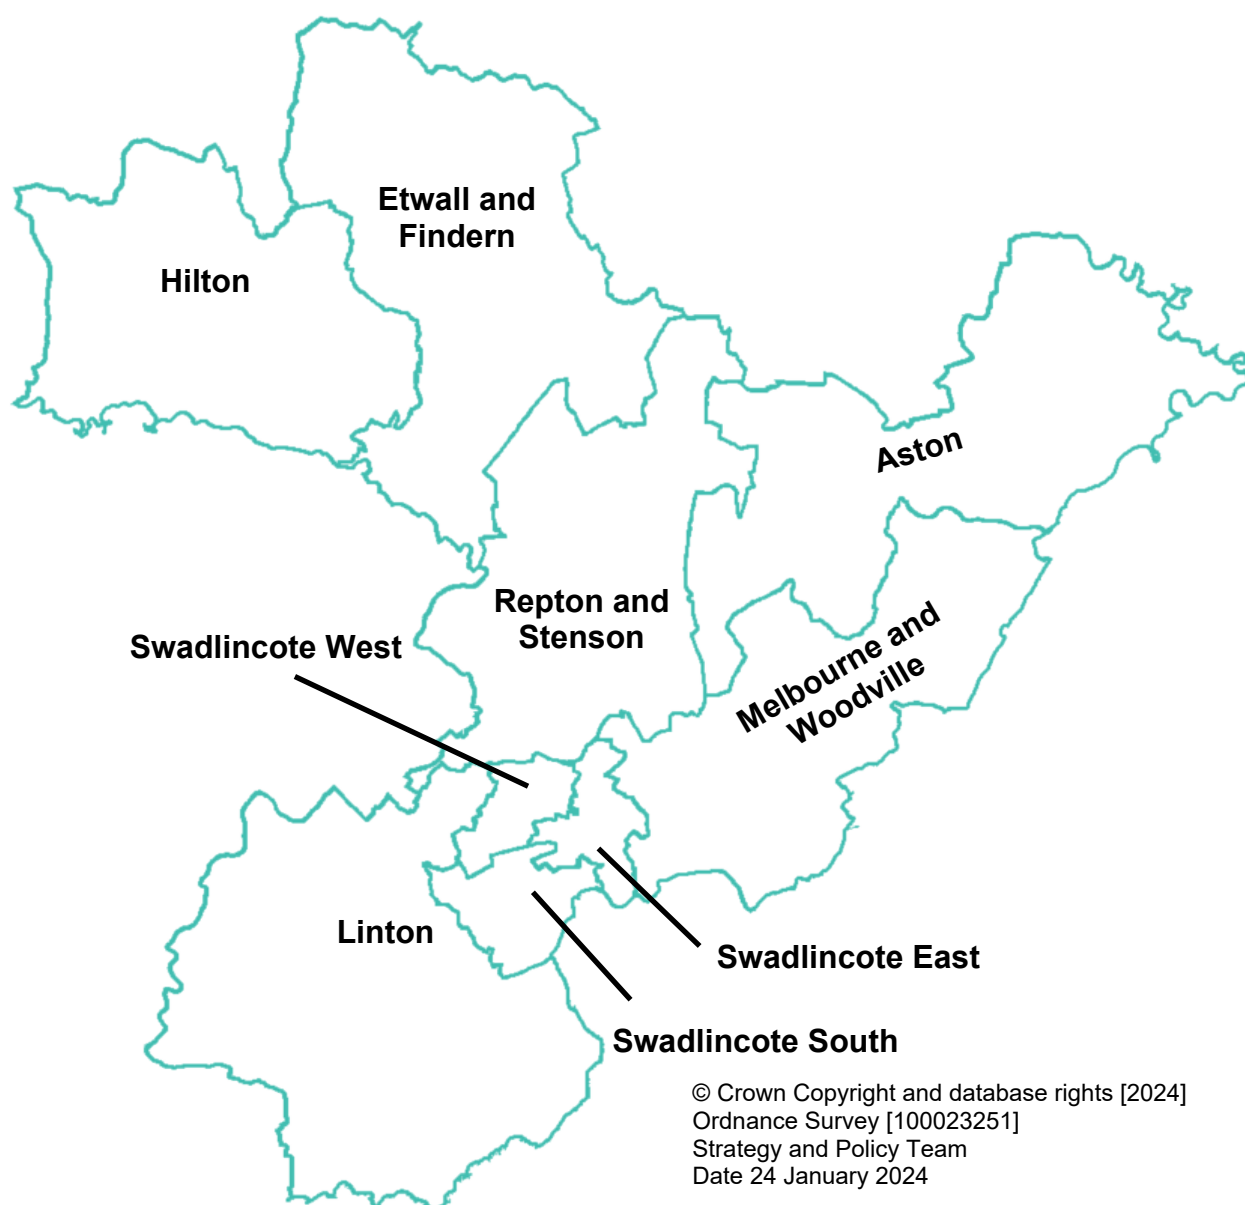 Etwall and
Findern
Hilton
Aston
Repton and
Stenson
Swadlincote West
Melbourne and
Woodville
Linton
Swadlincote East
Swadlincote South
© Crown Copyright and database rights [2024]
Ordnance Survey [100023251]
Strategy and Policy Team
Date 24 January 2024